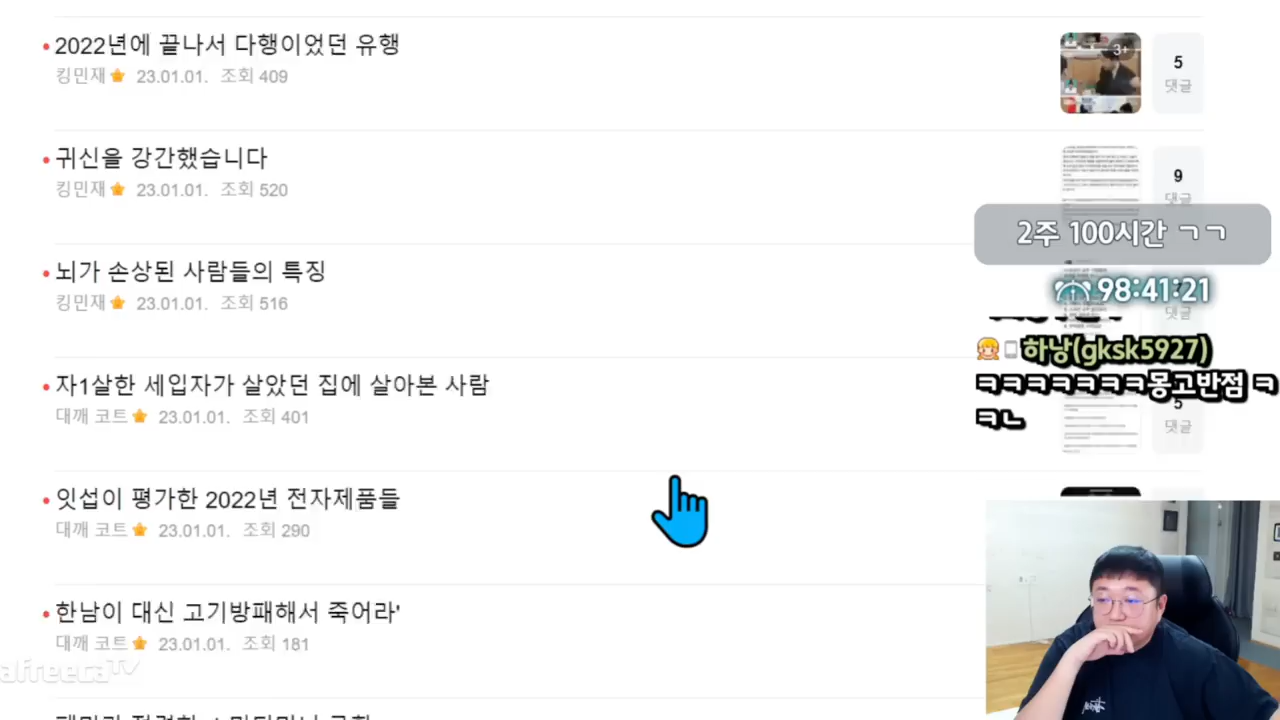 2022년에 끝나서 다행이었던 유행
킹민재 23.01.01. 조회 409
3+
5
댓글
귀신을 강간했습니다
킹민재 23.01.01. 조회 520
9
댓글
2주 100시간 ㄱㄱ
뇌가 손상된 사람들의 특징
킹민재 23.01.01. 조회 516
98:41:21
댓글
하낭(gksk5927)
ㅋㅋㅋㅋㅋㅋㅋ몽고반점 ㅋ
ㅋㄴ
자1살한 세입자가 살았던 집에 살아본 사람
대깨 코트 23.01.01. 조회 401
5
댓글
잇섭이 평가한 2022년 전자제품들
대깨 코트 23.01.01. 조회 290
한남이 대신 고기방패해서 죽어라'
대깨 코트 23.01.01. 조회 181
afreecaTV